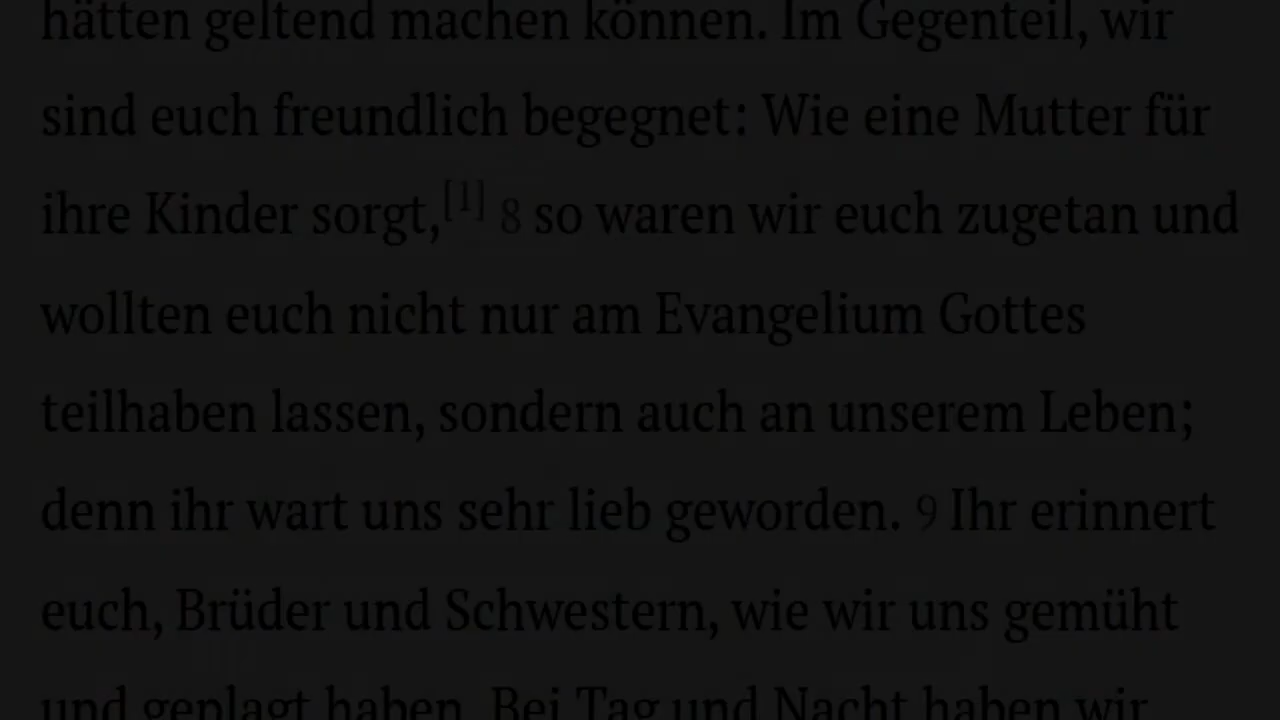 hätten geltend machen können. Im Gegenteil, wir
sind euch freundlich begegnet: Wie eine Mutter für
ihre Kinder sorgt,[1] 8 so waren wir euch zugetan und
wollten euch nicht nur am Evangelium Gottes
teilhaben lassen, sondern auch an unserem Leben;
denn ihr wart uns sehr lieb geworden. 9 Ihr erinnert
euch, Brüder und Schwestern, wie wir uns gemüht
und geplagt haben. Bei Tag und Nacht haben wir